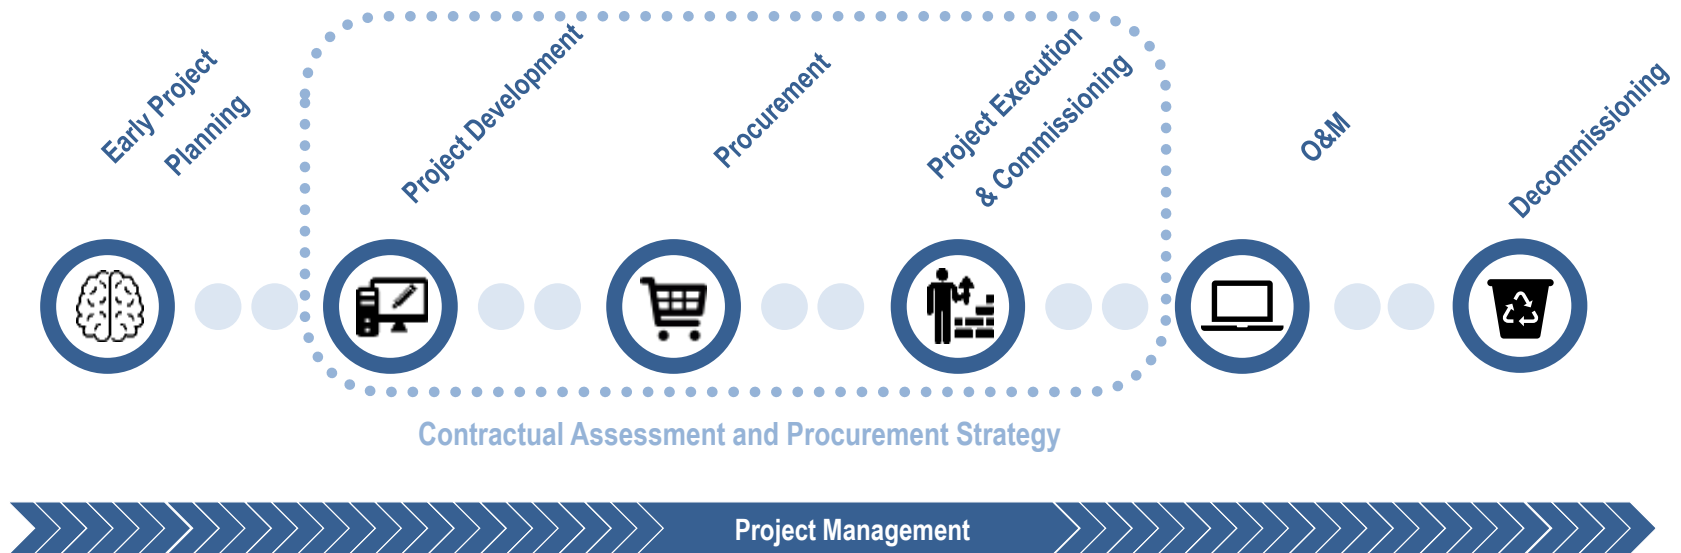 Early Project
Planning
Project Development
Procurement
Project Execution
& Commissioning
O&M
Decommissioning
Contractual Assessment and Procurement Strategy
Project Management